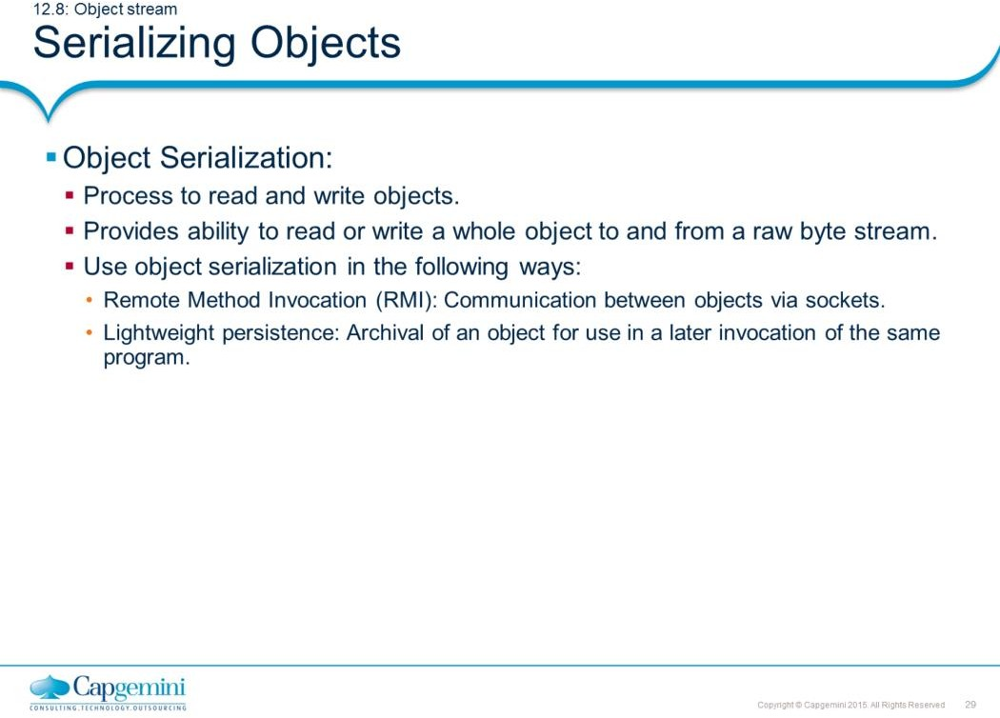 12.8: Object stream
Serializing Objects
Object Serialization:
Process to read and write objects.
Provides ability to read or write a whole object to and from a raw byte stream.
Use object serialization in the following ways:
Remote Method Invocation (RMI): Communication between objects via sockets.
Lightweight persistence: Archival of an object for use in a later invocation of the same
program.
Capgemini
CONSULTING.TECHNOLOGY.OUTSOURCING
Copyright © Capgemini 2015. All Rights Reserved 29